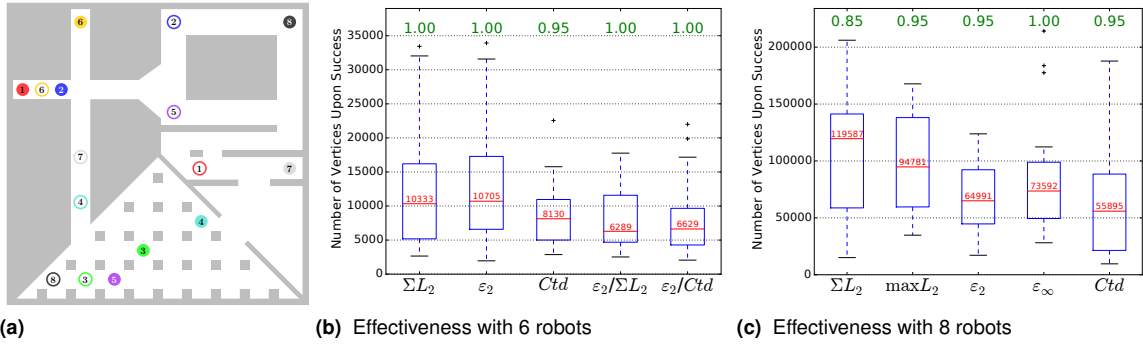 6 2 8
1 6 2
5
7
1 7
4
4
3
8 3 5
(a)
Number of Vertices Upon Success
1.00 1.00 0.95 1.00 1.00
35000
30000
25000
20000
15000
10000
5000
0
10333 10705 8130 6289 6629
ΣL₂ ε₂ Ctd ε₂/ΣL₂ ε₂/Ctd
(b) Effectiveness with 6 robots
Number of Vertices Upon Success
0.85 0.95 0.95 1.00 0.95
200000
150000
100000
50000
0
119587 94781 64991 73592 55895
ΣL₂ maxL₂ ε₂ ε∞ Ctd
(c) Effectiveness with 8 robots